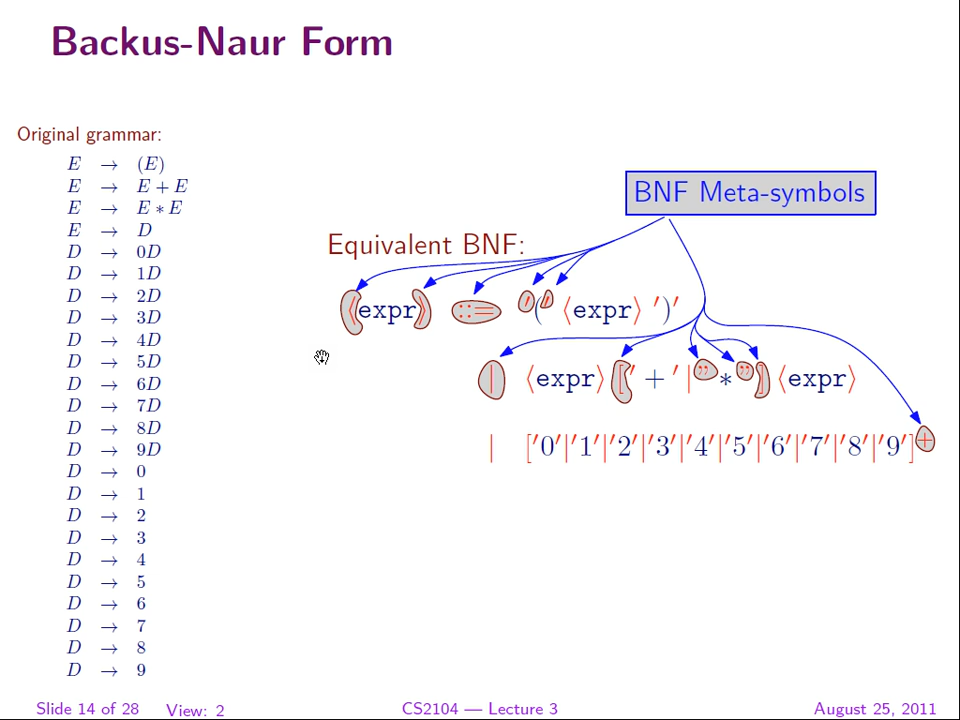 Backus-Naur Form
Original grammar:
E → (E)
E → E + E
E → E ∗ E
E → D
D → 0D
D → 1D
D → 2D
D → 3D
D → 4D
D → 5D
D → 6D
D → 7D
D → 8D
D → 9D
D → 0
D → 1
D → 2
D → 3
D → 4
D → 5
D → 6
D → 7
D → 8
D → 9
BNF Meta-symbols
Equivalent BNF:
⟨expr⟩ ::= '(' ⟨expr⟩ ')'
| ⟨expr⟩ [' + ' | '' ∗ ''] ⟨expr⟩
| ['0'|'1'|'2'|'3'|'4'|'5'|'6'|'7'|'8'|'9']+
Slide 14 of 28 View: 2 CS2104 — Lecture 3 August 25, 2011